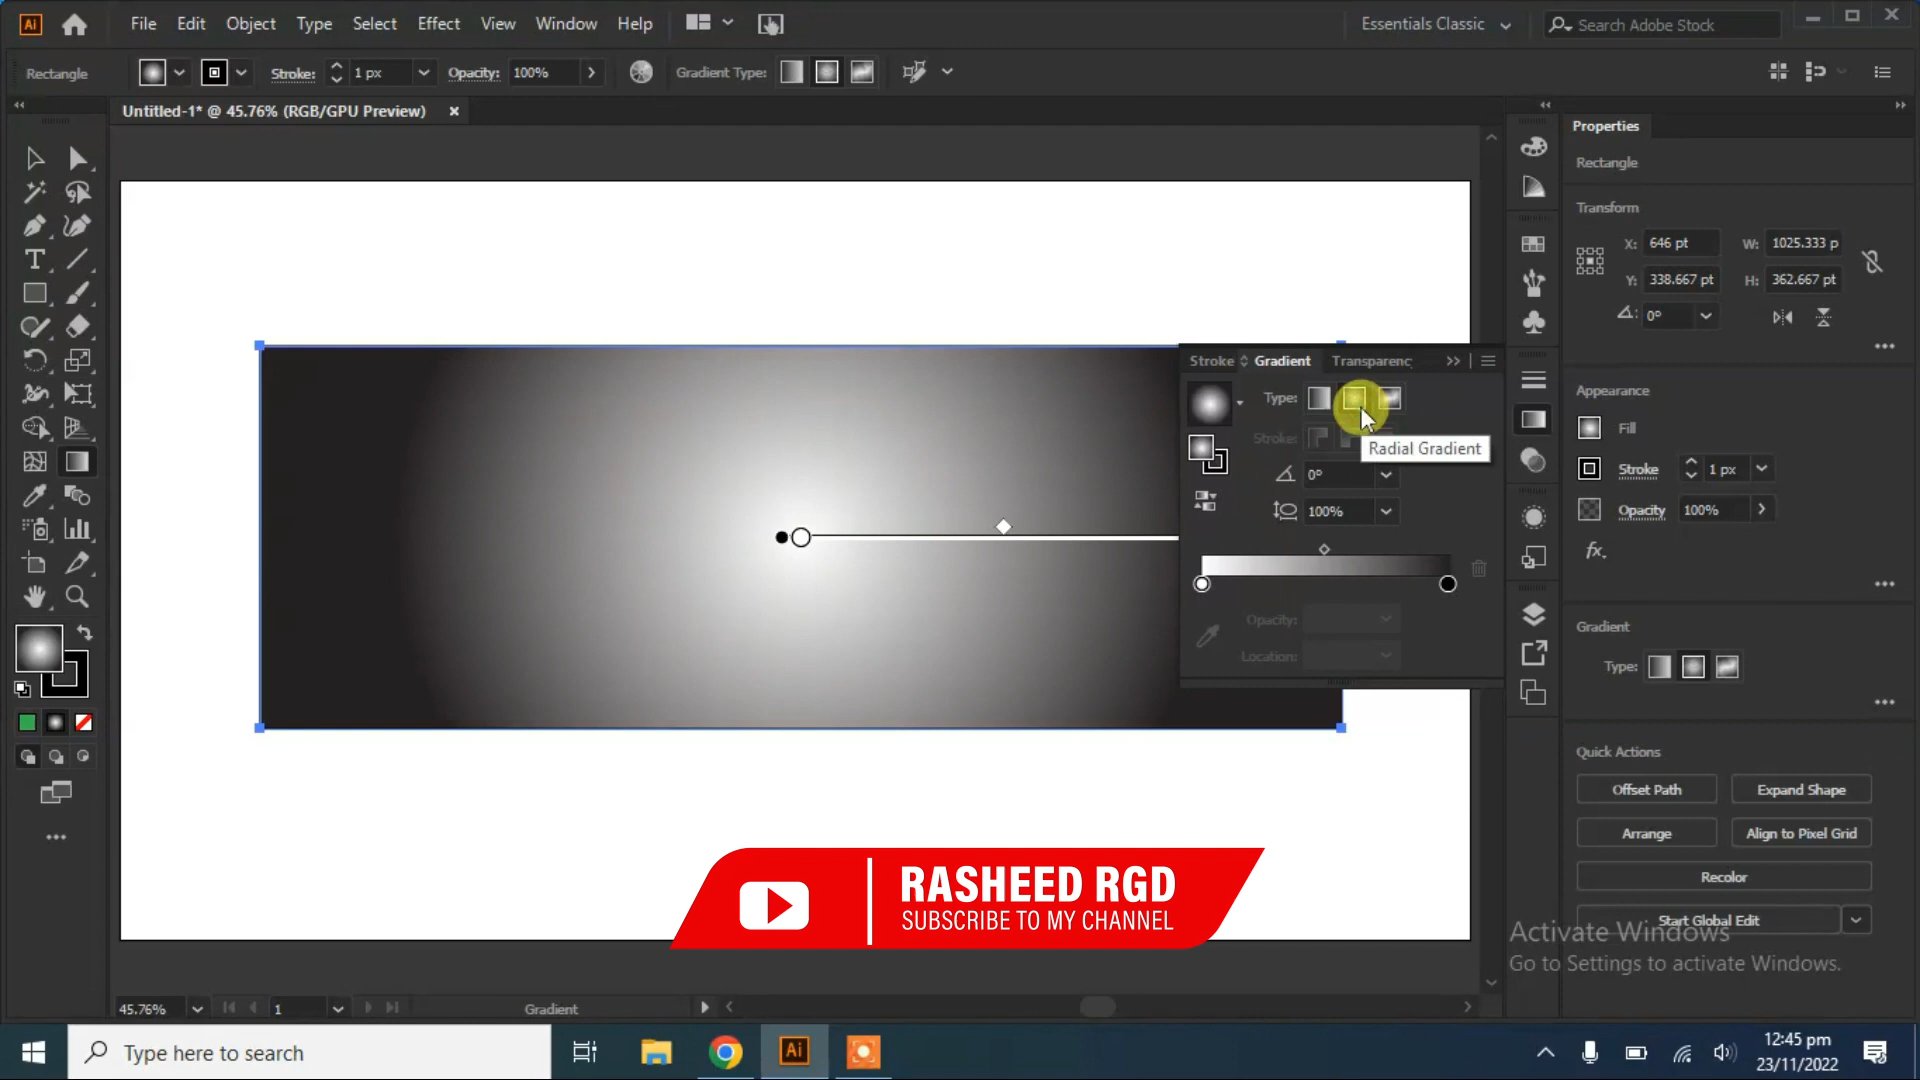 Ai File Edit Object Type Select Effect View Window Help Essentials Classic Search Adobe Stock
Rectangle Stroke: 1 px Opacity: 100% Gradient Type:
Untitled-1* @ 45.76% (RGB/GPU Preview)
Properties
Rectangle
Transform
X: 646 pt W: 1025.333 p
Y: 338.667 pt H: 362.667 pt
0°
Stroke Gradient Transparenc
Type:
Stroke:
Radial Gradient
0°
100%
Opacity:
Location:
Appearance
Fill
Stroke 1 px
Opacity 100%
fx.
Gradient
Type:
Quick Actions
Offset Path Expand Shape
Arrange Align to Pixel Grid
Recolor
Start Global Edit
RASHEED RGD
SUBSCRIBE TO MY CHANNEL
Activate Windows
Go to Settings to activate Windows.
45.76% 1 Gradient
Type here to search
Ai
12:45 pm
23/11/2022